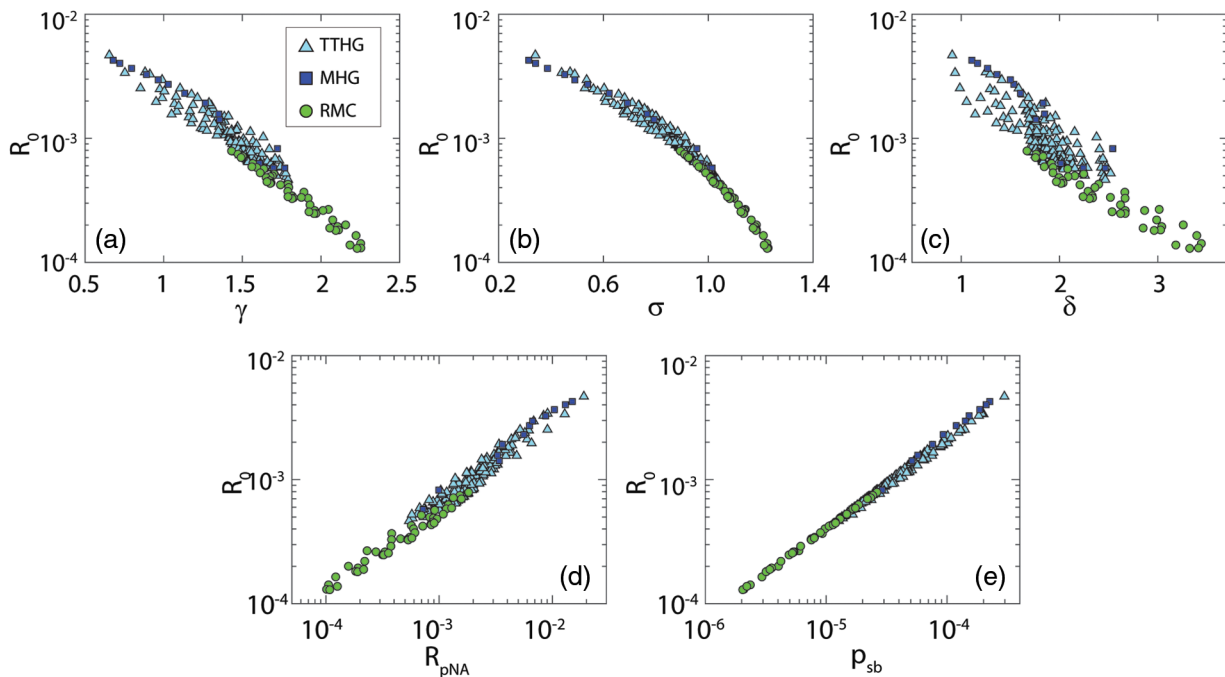 10⁻²
10⁻³
10⁻⁴
R₀
TTHG
MHG
RMC
(a)
0.5 1 1.5 2 2.5
γ
10⁻²
10⁻³
10⁻⁴
R₀
(b)
0.2 0.6 1.0 1.4
σ
10⁻²
10⁻³
10⁻⁴
R₀
(c)
1 2 3
δ
10⁻²
10⁻³
10⁻⁴
R₀
(d)
10⁻⁴ 10⁻³ 10⁻²
RₚNA
10⁻²
10⁻³
10⁻⁴
R₀
(e)
10⁻⁶ 10⁻⁵ 10⁻⁴
p_sb